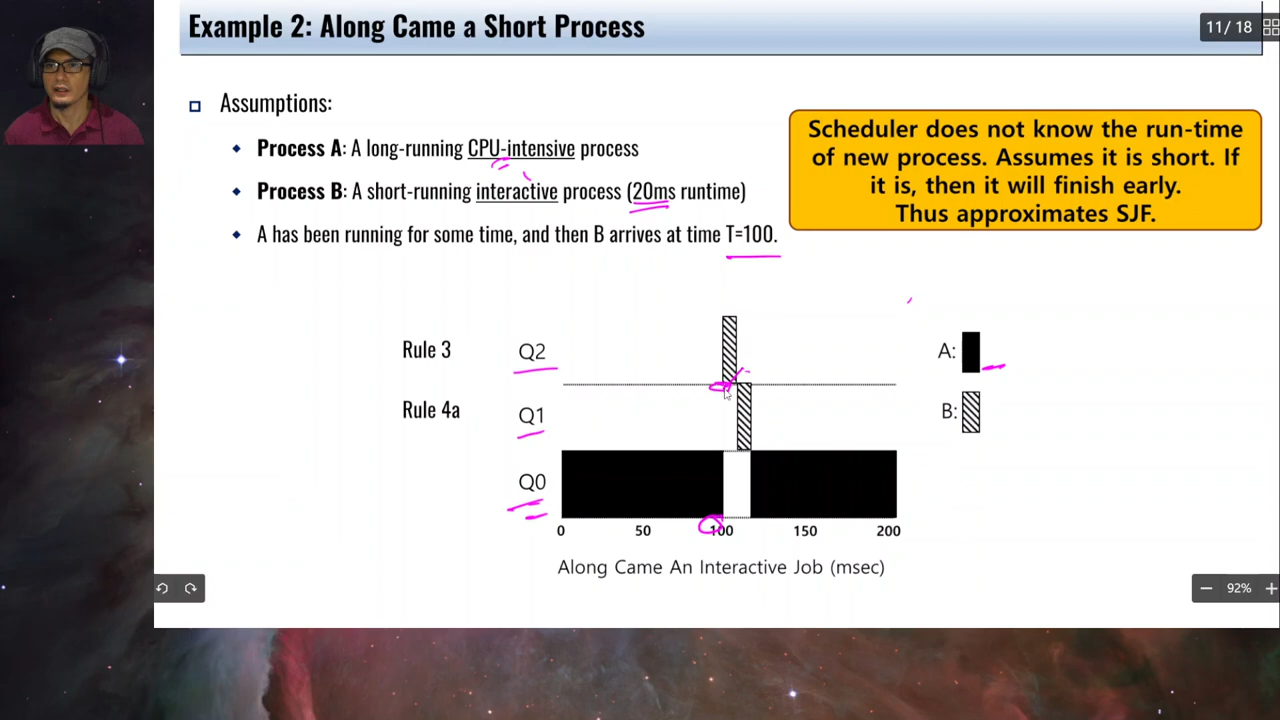 Example 2: Along Came a Short Process
11/ 18
Assumptions:
Process A: A long-running CPU-intensive process
Process B: A short-running interactive process (20ms runtime)
A has been running for some time, and then B arrives at time T=100.
Scheduler does not know the run-time
of new process. Assumes it is short. If
it is, then it will finish early.
Thus approximates SJF.
Rule 3
Q2
A:
Rule 4a
Q1
B:
Q0
0 50 100 150 200
Along Came An Interactive Job (msec)
92%